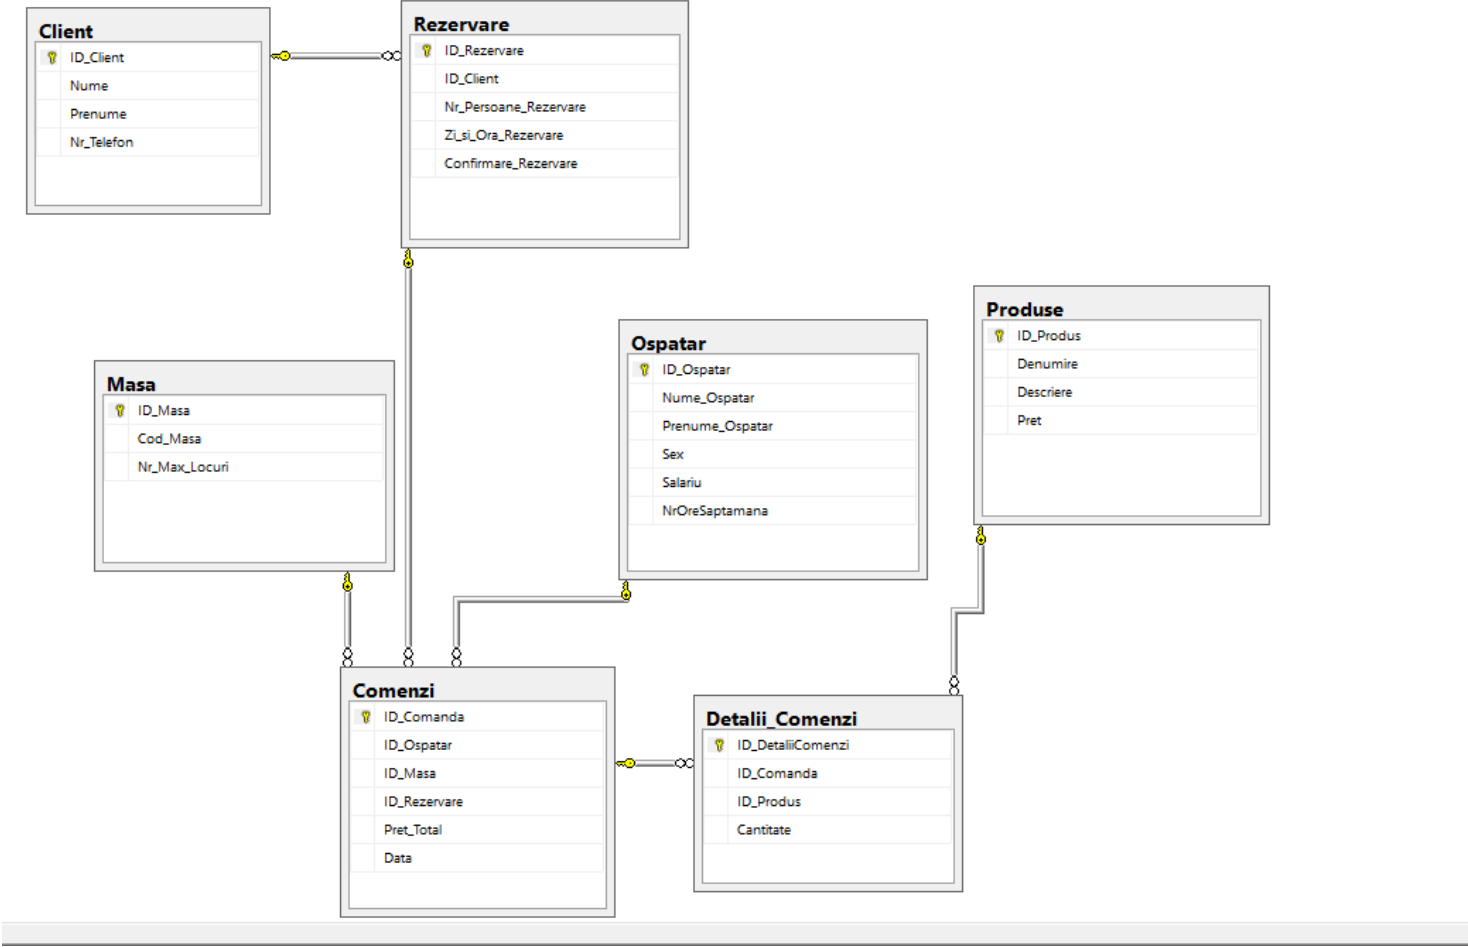 Client
ID_Client
Nume
Prenume
Nr_Telefon
Rezervare
ID_Rezervare
ID_Client
Nr_Persoane_Rezervare
Zi_si_Ora_Rezervare
Confirmare_Rezervare
Masa
ID_Masa
Cod_Masa
Nr_Max_Locuri
Ospatar
ID_Ospatar
Nume_Ospatar
Prenume_Ospatar
Sex
Salariu
NrOreSaptamana
Produse
ID_Produs
Denumire
Descriere
Pret
Comenzi
ID_Comanda
ID_Ospatar
ID_Masa
ID_Rezervare
Pret_Total
Data
Detalii_Comenzi
ID_DetaliiComenzi
ID_Comanda
ID_Produs
Cantitate